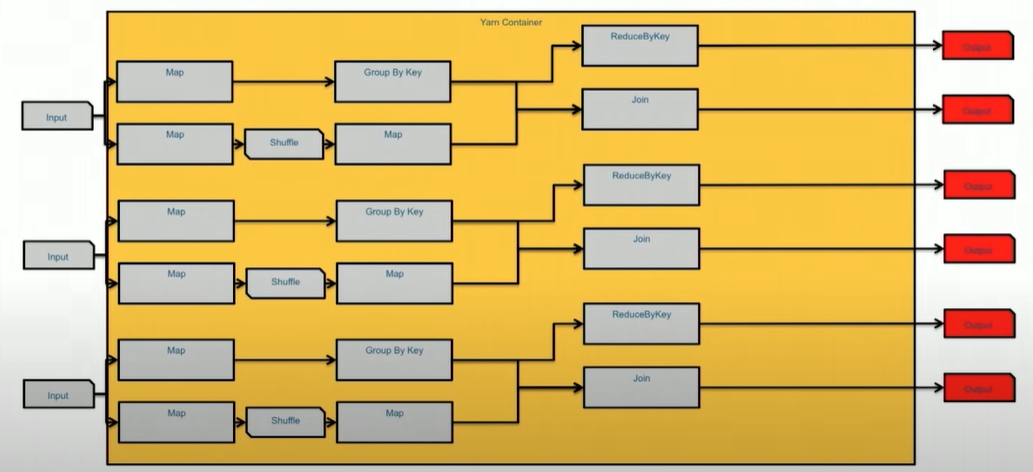 Yarn Container
ReduceByKey
Output
Map
Group By Key
Input
Join
Output
Map
Shuffle
Map
ReduceByKey
Output
Map
Group By Key
Input
Join
Output
Map
Shuffle
Map
ReduceByKey
Output
Map
Group By Key
Input
Join
Output
Map
Shuffle
Map